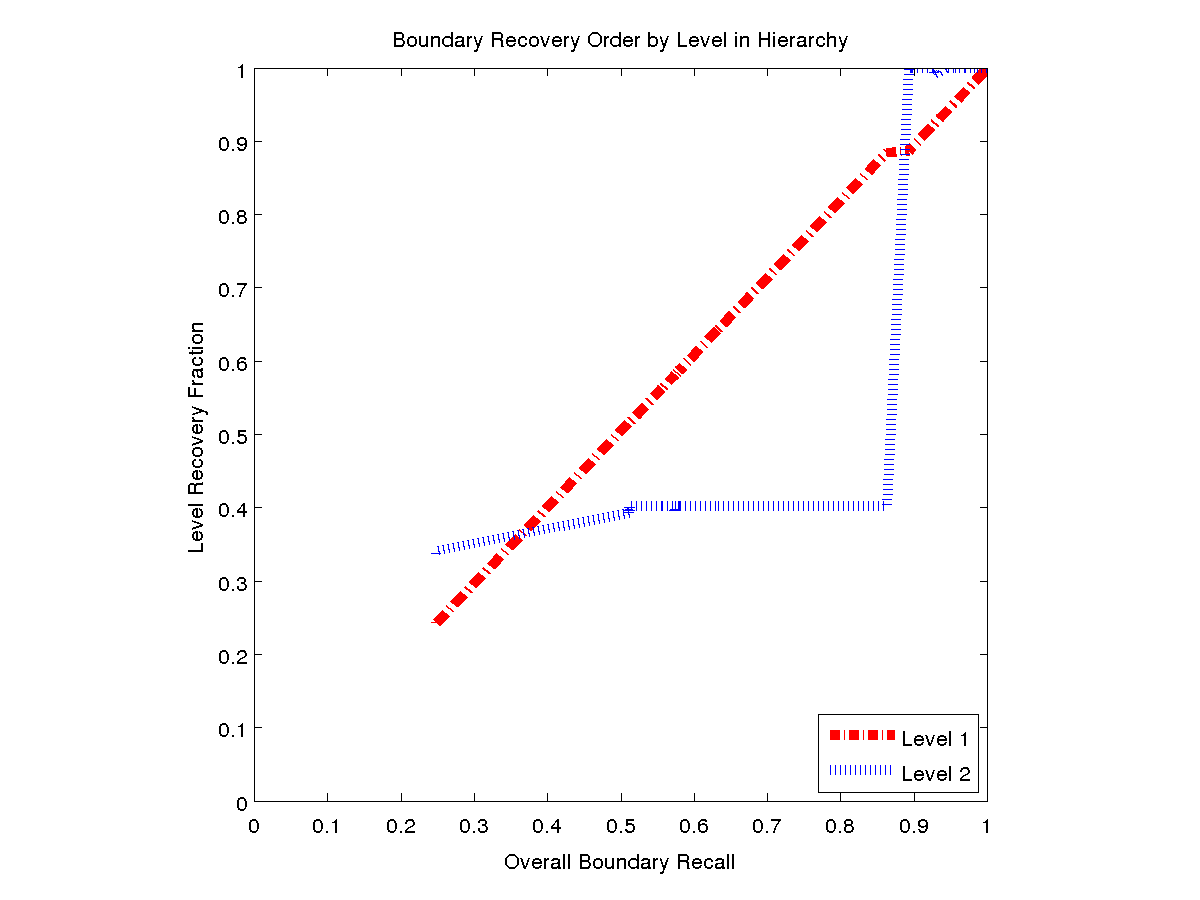 Boundary Recovery Order by Level in Hierarchy
1
0.9
0.8
0.7
0.6
0.5
0.4
0.3
0.2
0.1
0
Level Recovery Fraction
Level 1
Level 2
0 0.1 0.2 0.3 0.4 0.5 0.6 0.7 0.8 0.9 1
Overall Boundary Recall